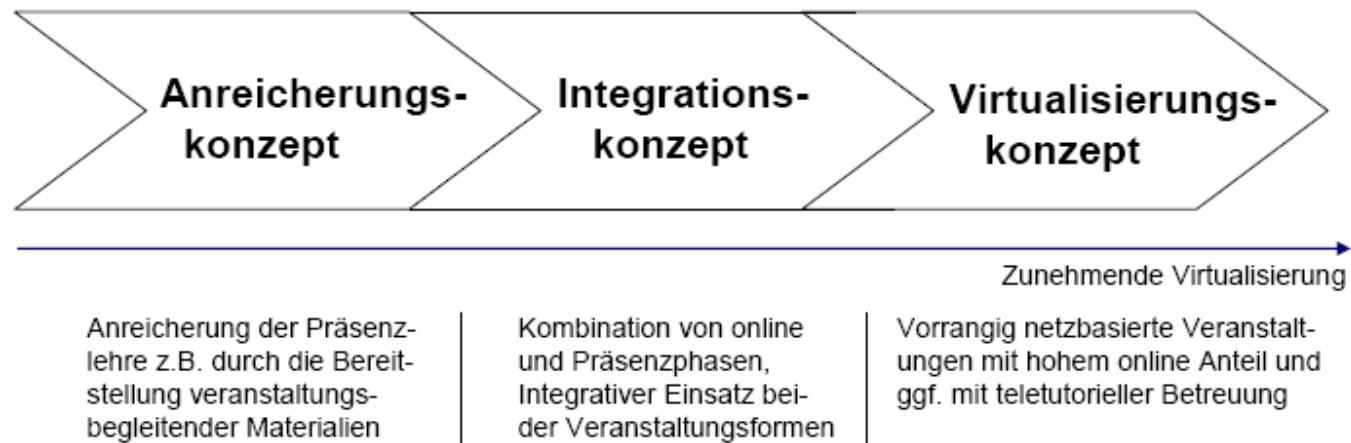 Anreicherungs-
konzept
Integrations-
konzept
Virtualisierungs-
konzept
Zunehmende Virtualisierung
Anreicherung der Präsenz-
lehre z.B. durch die Bereit-
stellung veranstaltungs-
begleitender Materialien
Kombination von online
und Präsenzphasen,
Integrativer Einsatz bei-
der Veranstaltungsformen
Vorrangig netzbasierte Veranstalt-
ungen mit hohem online Anteil und
ggf. mit teletutorieller Betreuung